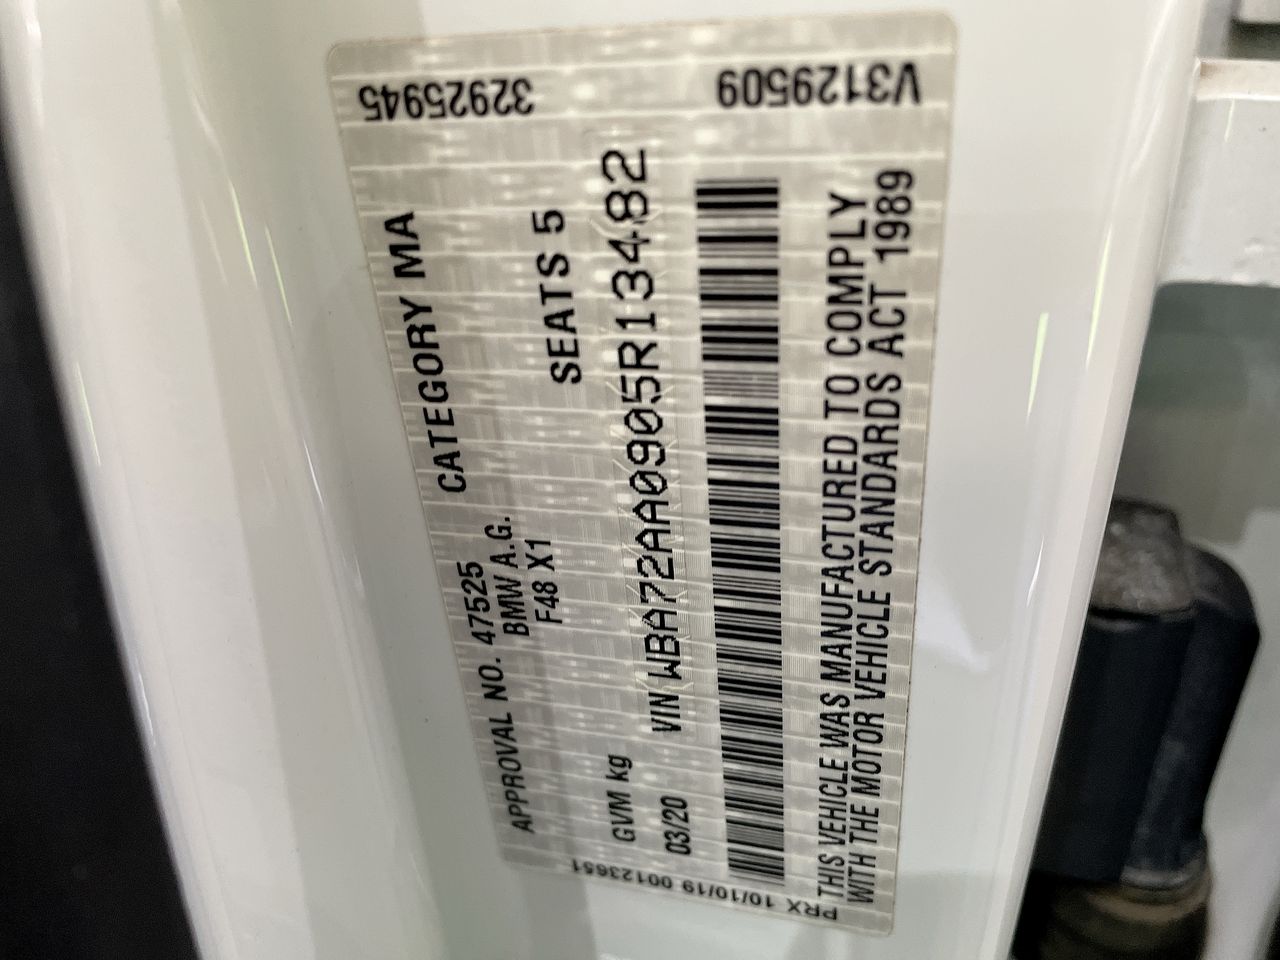 APPROVAL NO. 47525 CATEGORY MA
BMW A.G.
F48 X1 SEATS 5
GVM kg
03/20 VIN WBA72AA0905R13482
THIS VEHICLE WAS MANUFACTURED TO COMPLY
WITH THE MOTOR VEHICLE STANDARDS ACT 1989
32925945 V3129509
PRX 10/10/19 00123651